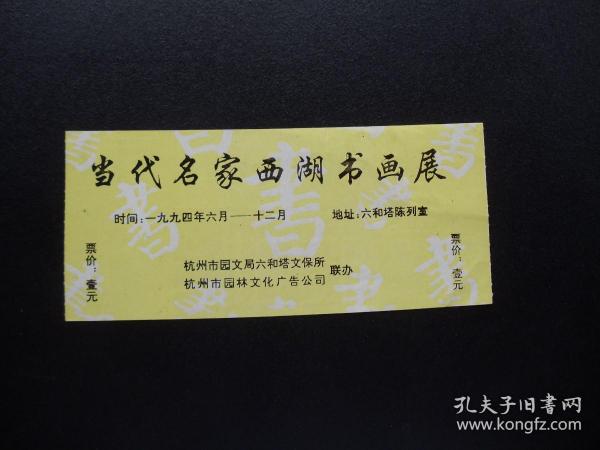 当代名家西湖书画展
时间:一九九四年六月——十二月 地址:六和塔陈列室
票价:壹元
杭州市园文局六和塔文保所
杭州市园林文化广告公司
联办
票价:壹元
孔夫子旧书网
www.kongfz.com